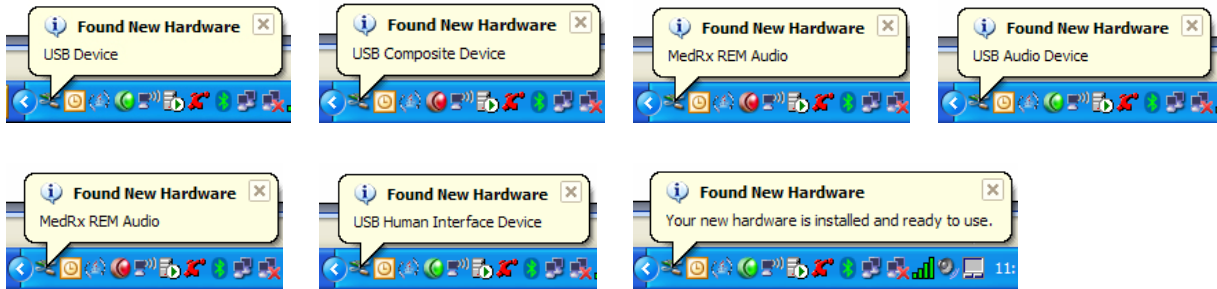 Found New Hardware
USB Device
Found New Hardware
USB Composite Device
Found New Hardware
MedRx REM Audio
Found New Hardware
USB Audio Device
Found New Hardware
MedRx REM Audio
Found New Hardware
USB Human Interface Device
Found New Hardware
Your new hardware is installed and ready to use.
11: